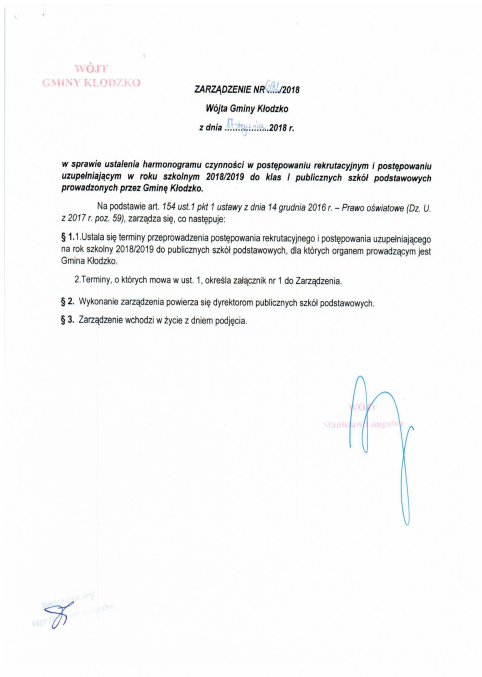 WÓJT
GMINY KŁODZKO
ZARZĄDZENIE NR ...../2018
Wójta Gminy Kłodzko
z dnia ................2018 r.
w sprawie ustalenia harmonogramu czynności w postępowaniu rekrutacyjnym i postępowaniu
uzupełniającym w roku szkolnym 2018/2019 do klas I publicznych szkół podstawowych
prowadzonych przez Gminę Kłodzko.
Na podstawie art. 154 ust.1 pkt 1 ustawy z dnia 14 grudnia 2016 r. – Prawo oświatowe (Dz. U.
z 2017 r. poz. 59), zarządza się, co następuje:
§ 1.1.Ustala się terminy przeprowadzenia postępowania rekrutacyjnego i postępowania uzupełniającego
na rok szkolny 2018/2019 do publicznych szkół podstawowych, dla których organem prowadzącym jest
Gmina Kłodzko.
2.Terminy, o których mowa w ust. 1, określa załącznik nr 1 do Zarządzenia.
§ 2. Wykonanie zarządzenia powierza się dyrektorom publicznych szkół podstawowych.
§ 3. Zarządzenie wchodzi w życie z dniem podjęcia.
WÓJT
Stanisław Longawa